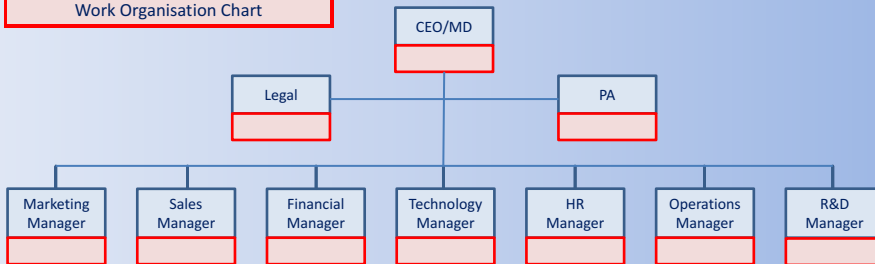 Work Organisation Chart
CEO/MD
Legal
PA
Marketing
Manager
Sales
Manager
Financial
Manager
Technology
Manager
HR
Manager
Operations
Manager
R&D
Manager